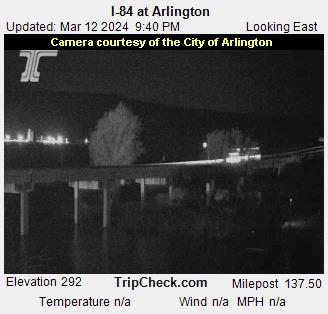 I-84 at Arlington
Updated: Mar 12 2024 9:40 PM Looking East
Camera courtesy of the City of Arlington
Elevation 292 TripCheck.com Milepost 137.50
Temperature n/a Wind n/a MPH n/a